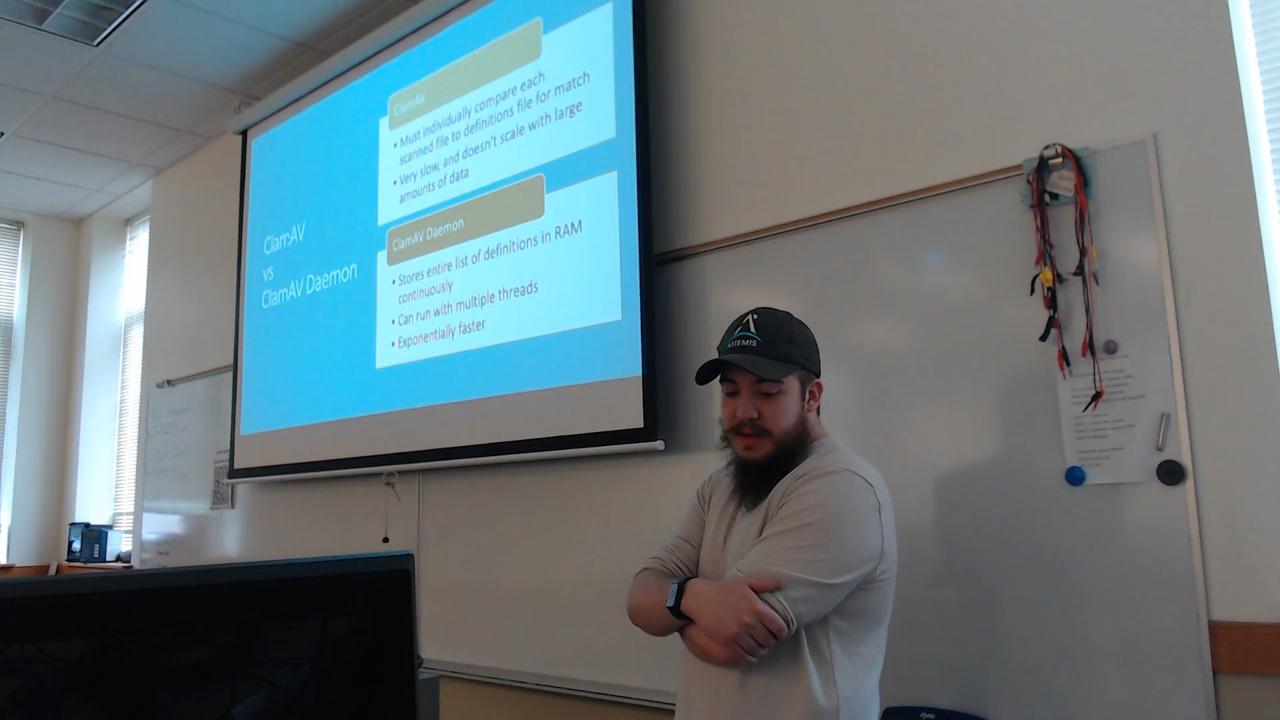 ClamAV
vs
ClamAV Daemon
ClamAV
• Must individually compare each
scanned file to definitions file for match
• Very slow, and doesn't scale with large
amounts of data
ClamAV Daemon
• Stores entire list of definitions in RAM
continuously
• Can run with multiple threads
• Exponentially faster
ARTEMIS